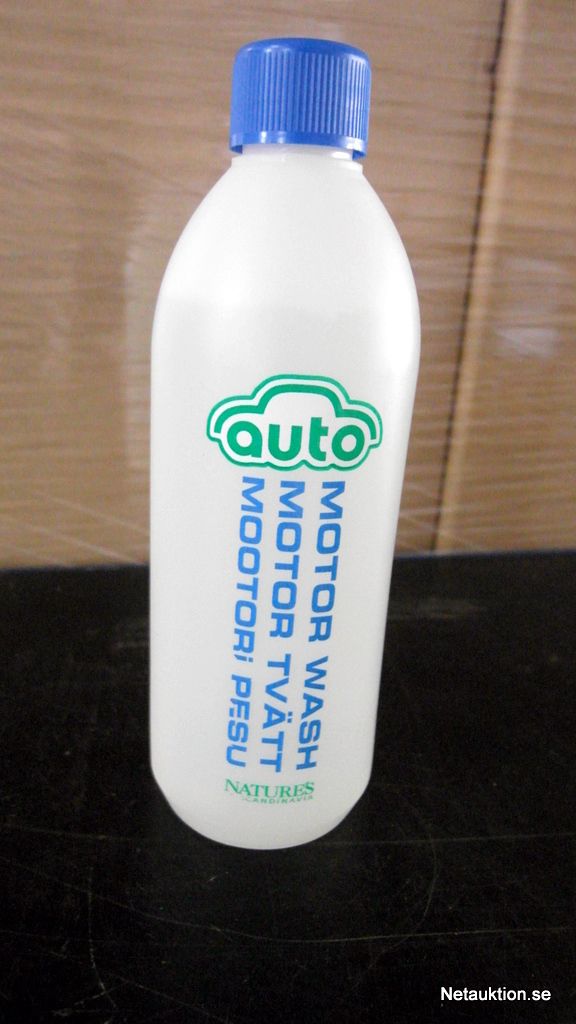 auto
MOTOR WASH
MOTOR TVÄTT
MOOTORi PESU
NATURES
SCANDINAVIA
Netauktion.se